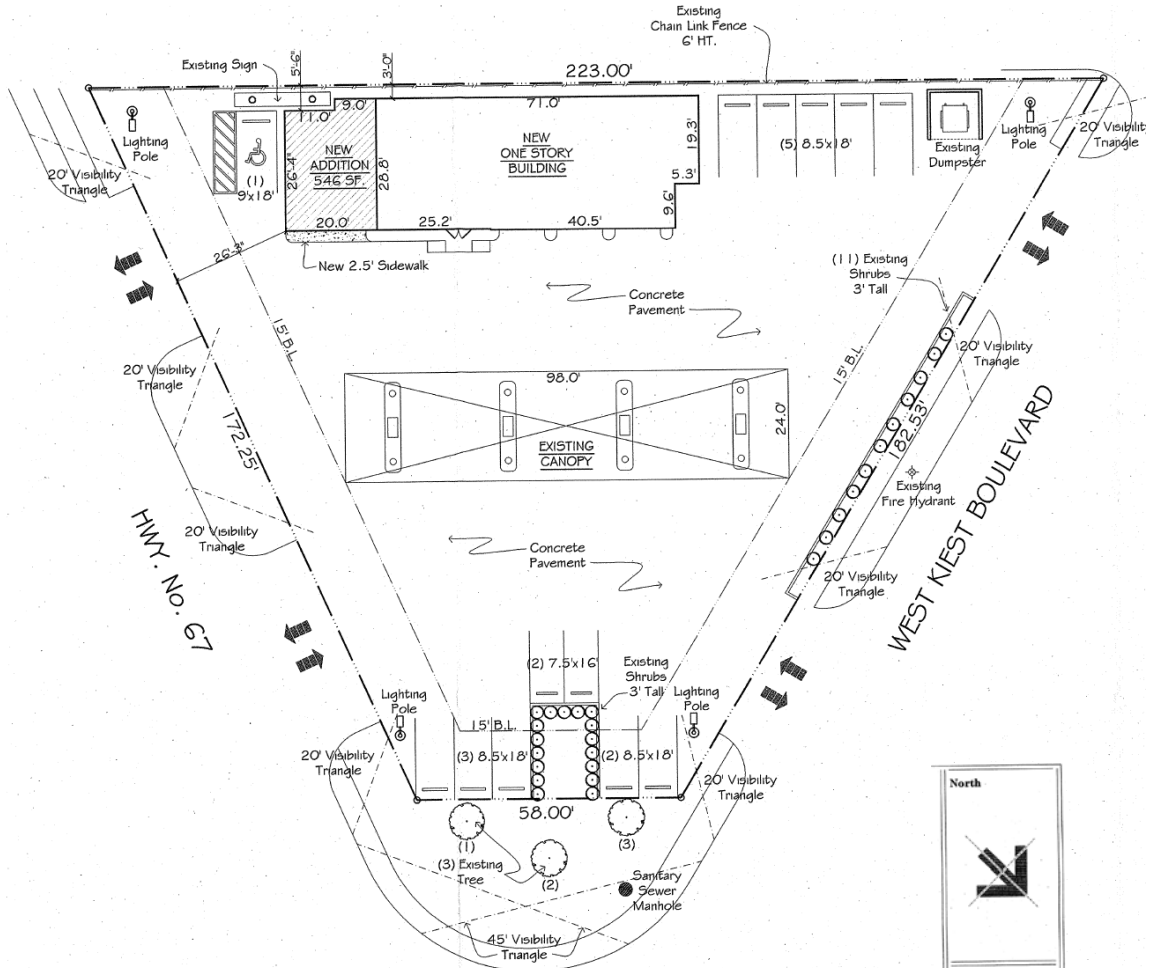 Existing
Chain Link Fence
6' HT.
Existing Sign
5'-6"
3'-0"
223.00'
9.0'
11.0'
71.0'
Lighting
Pole
20' Visibility
Triangle
(1)
9'x18'
26'-4"
NEW
ADDITION
546 SF.
28.8'
NEW
ONE STORY
BUILDING
19.3'
5.3'
9.6'
(5) 8.5'x18'
Existing
Dumpster
Lighting
Pole
20' Visibility
Triangle
20.0'
25.2'
40.5'
26'-3"
New 2.5' Sidewalk
(11) Existing
Shrubs
3' Tall
Concrete
Pavement
15' B.L.
15' B.L.
20' Visibility
Triangle
20' Visibility
Triangle
98.0'
24.0'
EXISTING
CANOPY
172.25'
182.53'
Existing
Fire Hydrant
WEST KIEST BOULEVARD
HWY. No. 67
20' Visibility
Triangle
Concrete
Pavement
20' Visibility
Triangle
(2) 7.5'x16'
Existing
Shrubs
3' Tall
Lighting
Pole
Lighting
Pole
15' B.L.
20' Visibility
Triangle
(3) 8.5'x18'
(2) 8.5'x18'
20' Visibility
Triangle
58.00'
(1)
(3) Existing
Tree
(2)
(3)
Sanitary
Sewer
Manhole
45' Visibility
Triangle
North